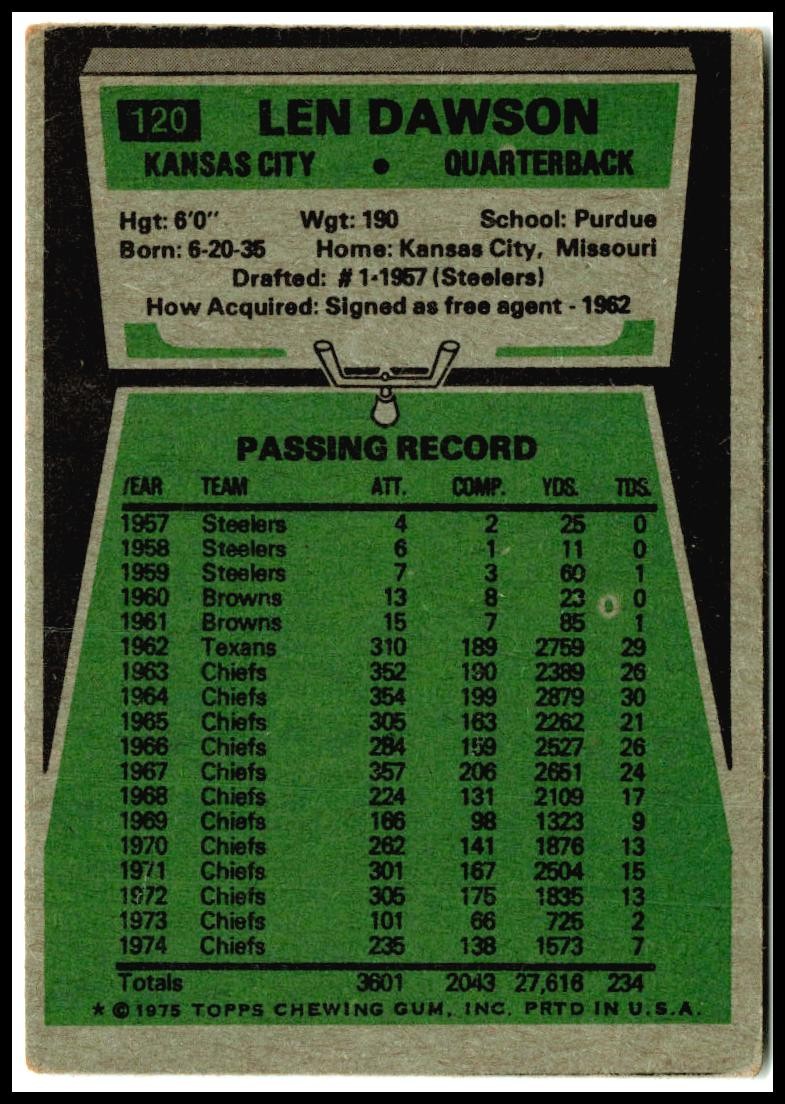 120 LEN DAWSON
KANSAS CITY • QUARTERBACK
Hgt: 6'0" Wgt: 190 School: Purdue
Born: 6-20-35 Home: Kansas City, Missouri
Drafted: #1-1957 (Steelers)
How Acquired: Signed as free agent - 1962
PASSING RECORD
YEAR TEAM ATT. COMP. YDS. TDS.
1957 Steelers 4 2 25 0
1958 Steelers 6 1 11 0
1959 Steelers 7 3 60 1
1960 Browns 13 8 23 0
1961 Browns 15 7 85 1
1962 Texans 310 189 2759 29
1963 Chiefs 352 190 2389 26
1964 Chiefs 354 199 2879 30
1965 Chiefs 305 163 2262 21
1966 Chiefs 284 159 2527 26
1967 Chiefs 357 206 2651 24
1968 Chiefs 224 131 2109 17
1969 Chiefs 166 98 1323 9
1970 Chiefs 262 141 1876 13
1971 Chiefs 301 167 2504 15
1972 Chiefs 305 175 1835 13
1973 Chiefs 101 66 725 2
1974 Chiefs 235 138 1573 7
Totals 3601 2043 27,616 234
* © 1975 TOPPS CHEWING GUM, INC. PRTD IN U.S.A.